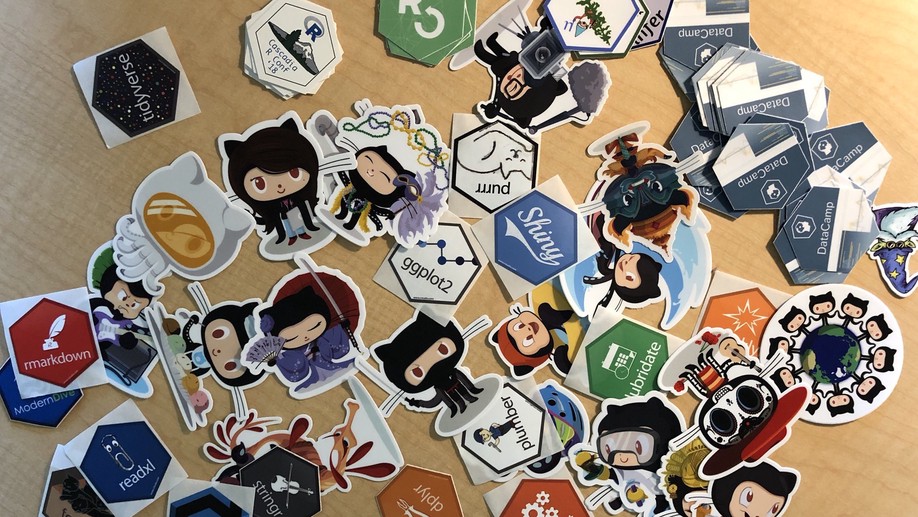 tidyverse
Cascadia
R Conf
'18
R
DataCamp
DataCamp
DataCamp
DataCamp
DataCamp
purrr
Shiny
ggplot2
rmarkdown
ModernDive
readxl
plumber
lubridate
stringr
dplyr